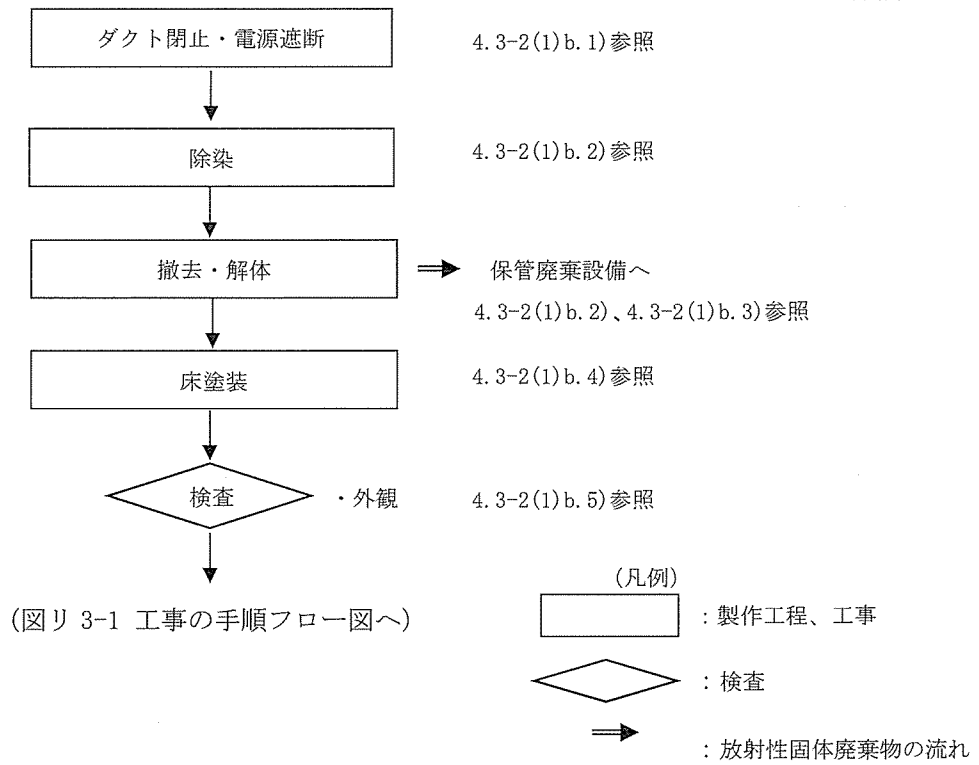 ダクト閉止・電源遮断
4.3-2(1)b.1)参照
除染
4.3-2(1)b.2)参照
撤去・解体
保管廃棄設備へ
4.3-2(1)b.2)、4.3-2(1)b.3)参照
床塗装
4.3-2(1)b.4)参照
検査
・外観
4.3-2(1)b.5)参照
(図リ 3-1 工事の手順フロー図へ)
(凡例)
：製作工程、工事
：検査
：放射性固体廃棄物の流れ